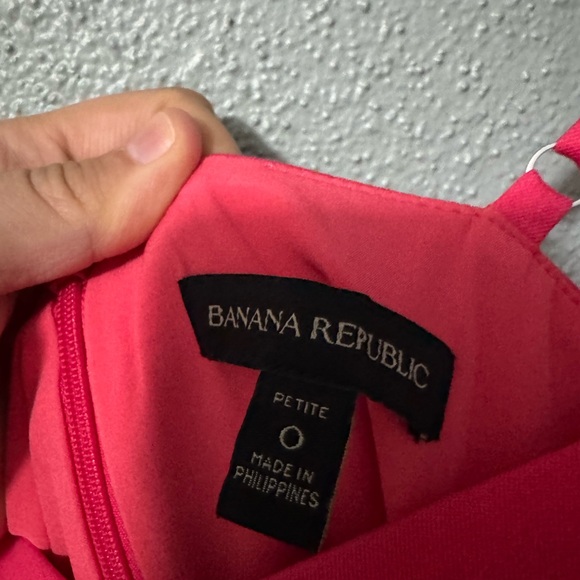 BANANA REPUBLIC
PETITE
0
MADE IN
PHILIPPINES